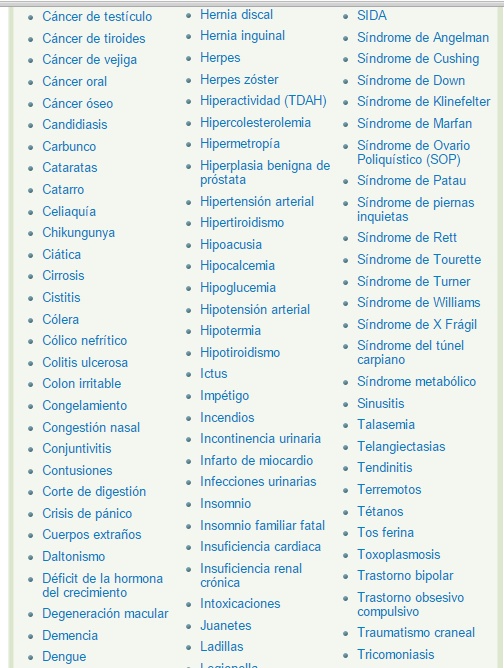 Cáncer de testículo
Cáncer de tiroides
Cáncer de vejiga
Cáncer oral
Cáncer óseo
Candidiasis
Carbunco
Cataratas
Catarro
Celiaquía
Chikungunya
Ciática
Cirrosis
Cistitis
Cólera
Cólico nefrítico
Colitis ulcerosa
Colon irritable
Congelamiento
Congestión nasal
Conjuntivitis
Contusiones
Corte de digestión
Crisis de pánico
Cuerpos extraños
Daltonismo
Déficit de la hormona
del crecimiento
Degeneración macular
Demencia
Dengue
Hernia discal
Hernia inguinal
Herpes
Herpes zóster
Hiperactividad (TDAH)
Hipercolesterolemia
Hipermetropía
Hiperplasia benigna de
próstata
Hipertensión arterial
Hipertiroidismo
Hipoacusia
Hipocalcemia
Hipoglucemia
Hipotensión arterial
Hipotermia
Hipotiroidismo
Ictus
Impétigo
Incendios
Incontinencia urinaria
Infarto de miocardio
Infecciones urinarias
Insomnio
Insomnio familiar fatal
Insuficiencia cardiaca
Insuficiencia renal
crónica
Intoxicaciones
Juanetes
Ladillas
Legionella
SIDA
Síndrome de Angelman
Síndrome de Cushing
Síndrome de Down
Síndrome de Klinefelter
Síndrome de Marfan
Síndrome de Ovario
Poliquístico (SOP)
Síndrome de Patau
Síndrome de piernas
inquietas
Síndrome de Rett
Síndrome de Tourette
Síndrome de Turner
Síndrome de Williams
Síndrome de X Frágil
Síndrome del túnel
carpiano
Síndrome metabólico
Sinusitis
Talasemia
Telangiectasias
Tendinitis
Terremotos
Tétanos
Tos ferina
Toxoplasmosis
Trastorno bipolar
Trastorno obsesivo
compulsivo
Traumatismo craneal
Tricomoniasis